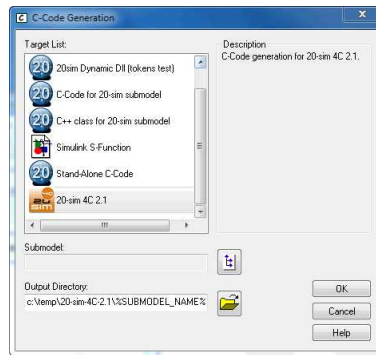 C-Code Generation
Target List:
20sim Dynamic Dll (tokens test)
C-Code for 20-sim submodel
C++ class for 20-sim submodel
Simulink S-Function
Stand-Alone C-Code
20-sim 4C 2.1
Description
C-Code generation for 20-sim 4C 2.1.
Submodel:
Output Directory:
c:\temp\20-sim-4C-2.1\%SUBMODEL_NAME%
OK
Cancel
Help